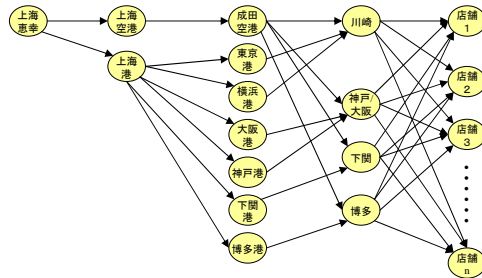 上海
恵幸
上海
空港
上海
港
成田
空港
東京
港
横浜
港
大阪
港
神戸港
下関
港
博多港
川崎
神戸/
大阪
下関
博多
店舗
1
店舗
2
店舗
3
店舗
n